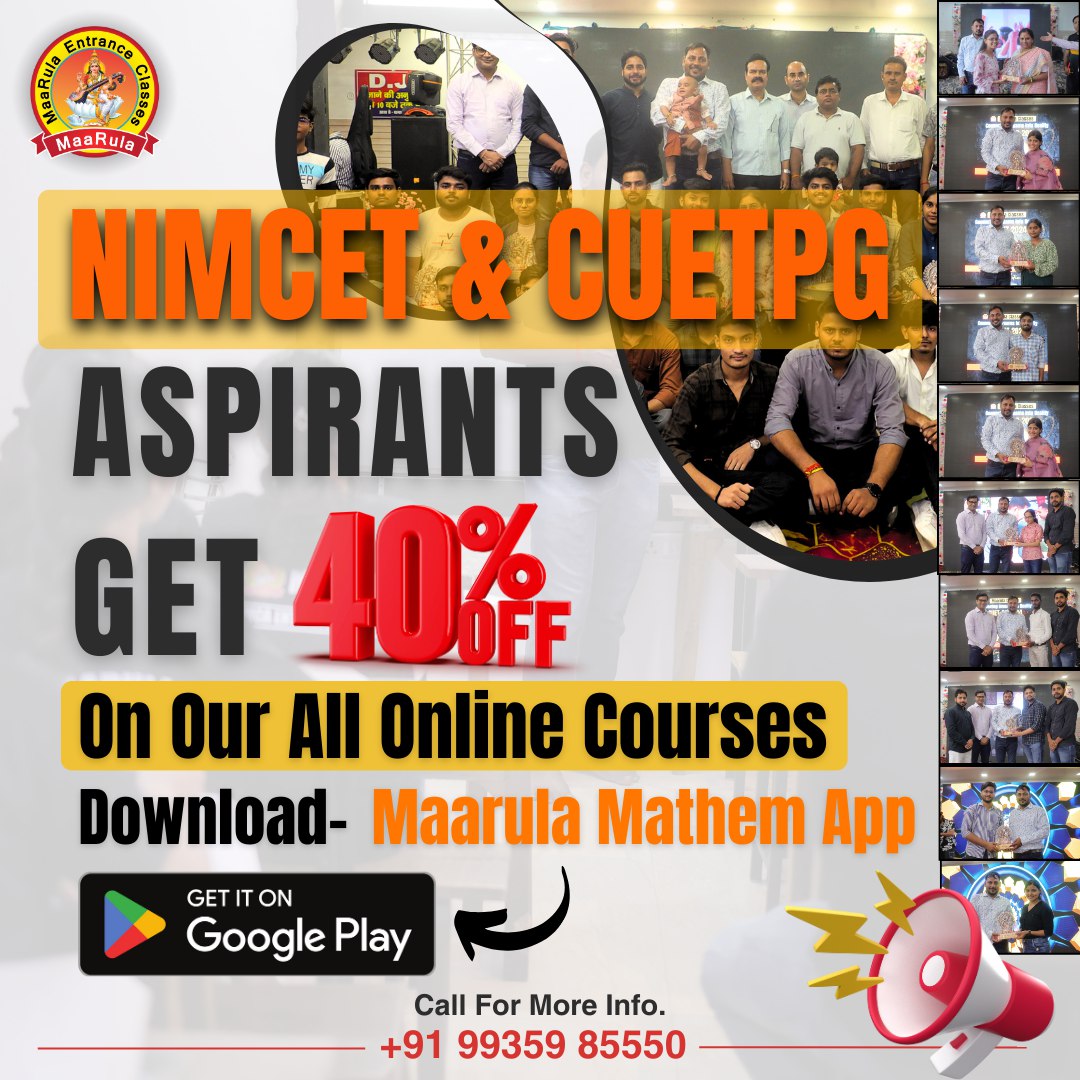 MaaRula Entrance Classes
MaaRula
D.J
NIMCET & CUETPG
ASPIRANTS
GET 40% OFF
On Our All Online Courses
Download- Maarula Mathem App
GET IT ON
Google Play
Call For More Info.
+91 99359 85550